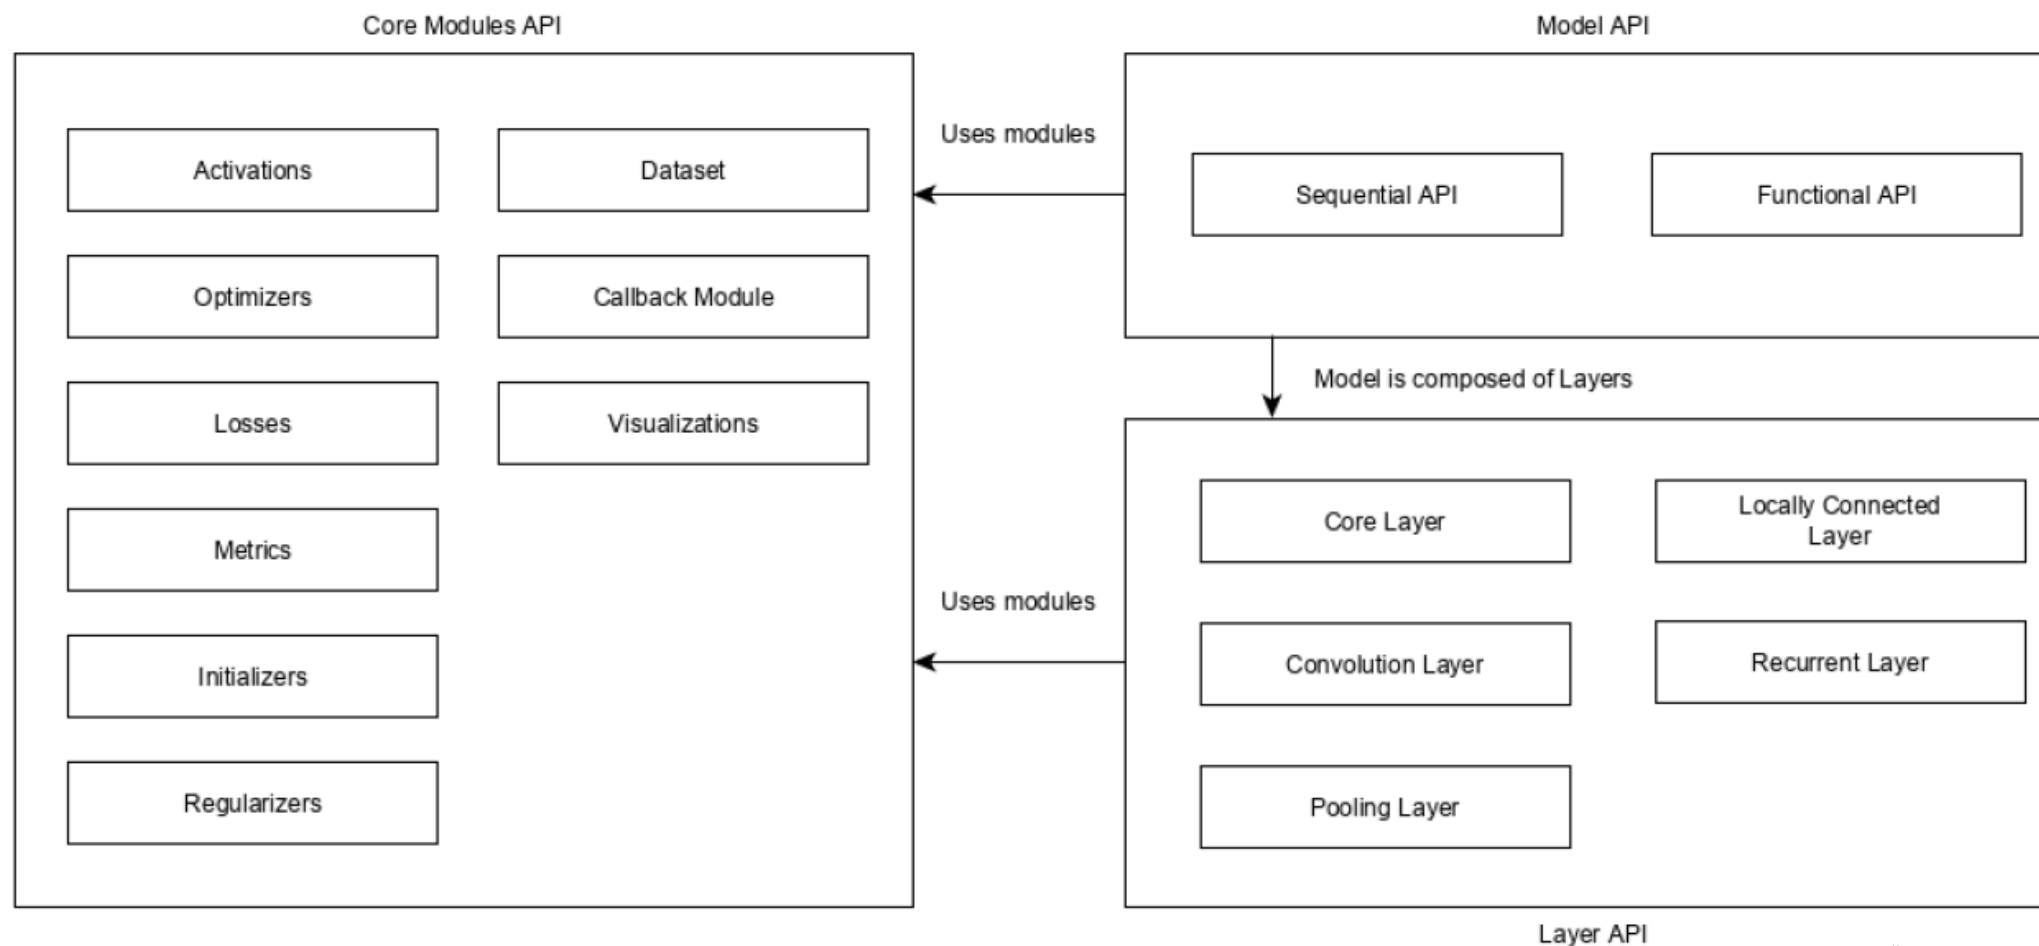 Core Modules API
Activations
Dataset
Optimizers
Callback Module
Losses
Visualizations
Metrics
Initializers
Regularizers
Uses modules
Uses modules
Model API
Sequential API
Functional API
Model is composed of Layers
Core Layer
Locally Connected
Layer
Convolution Layer
Recurrent Layer
Pooling Layer
Layer API